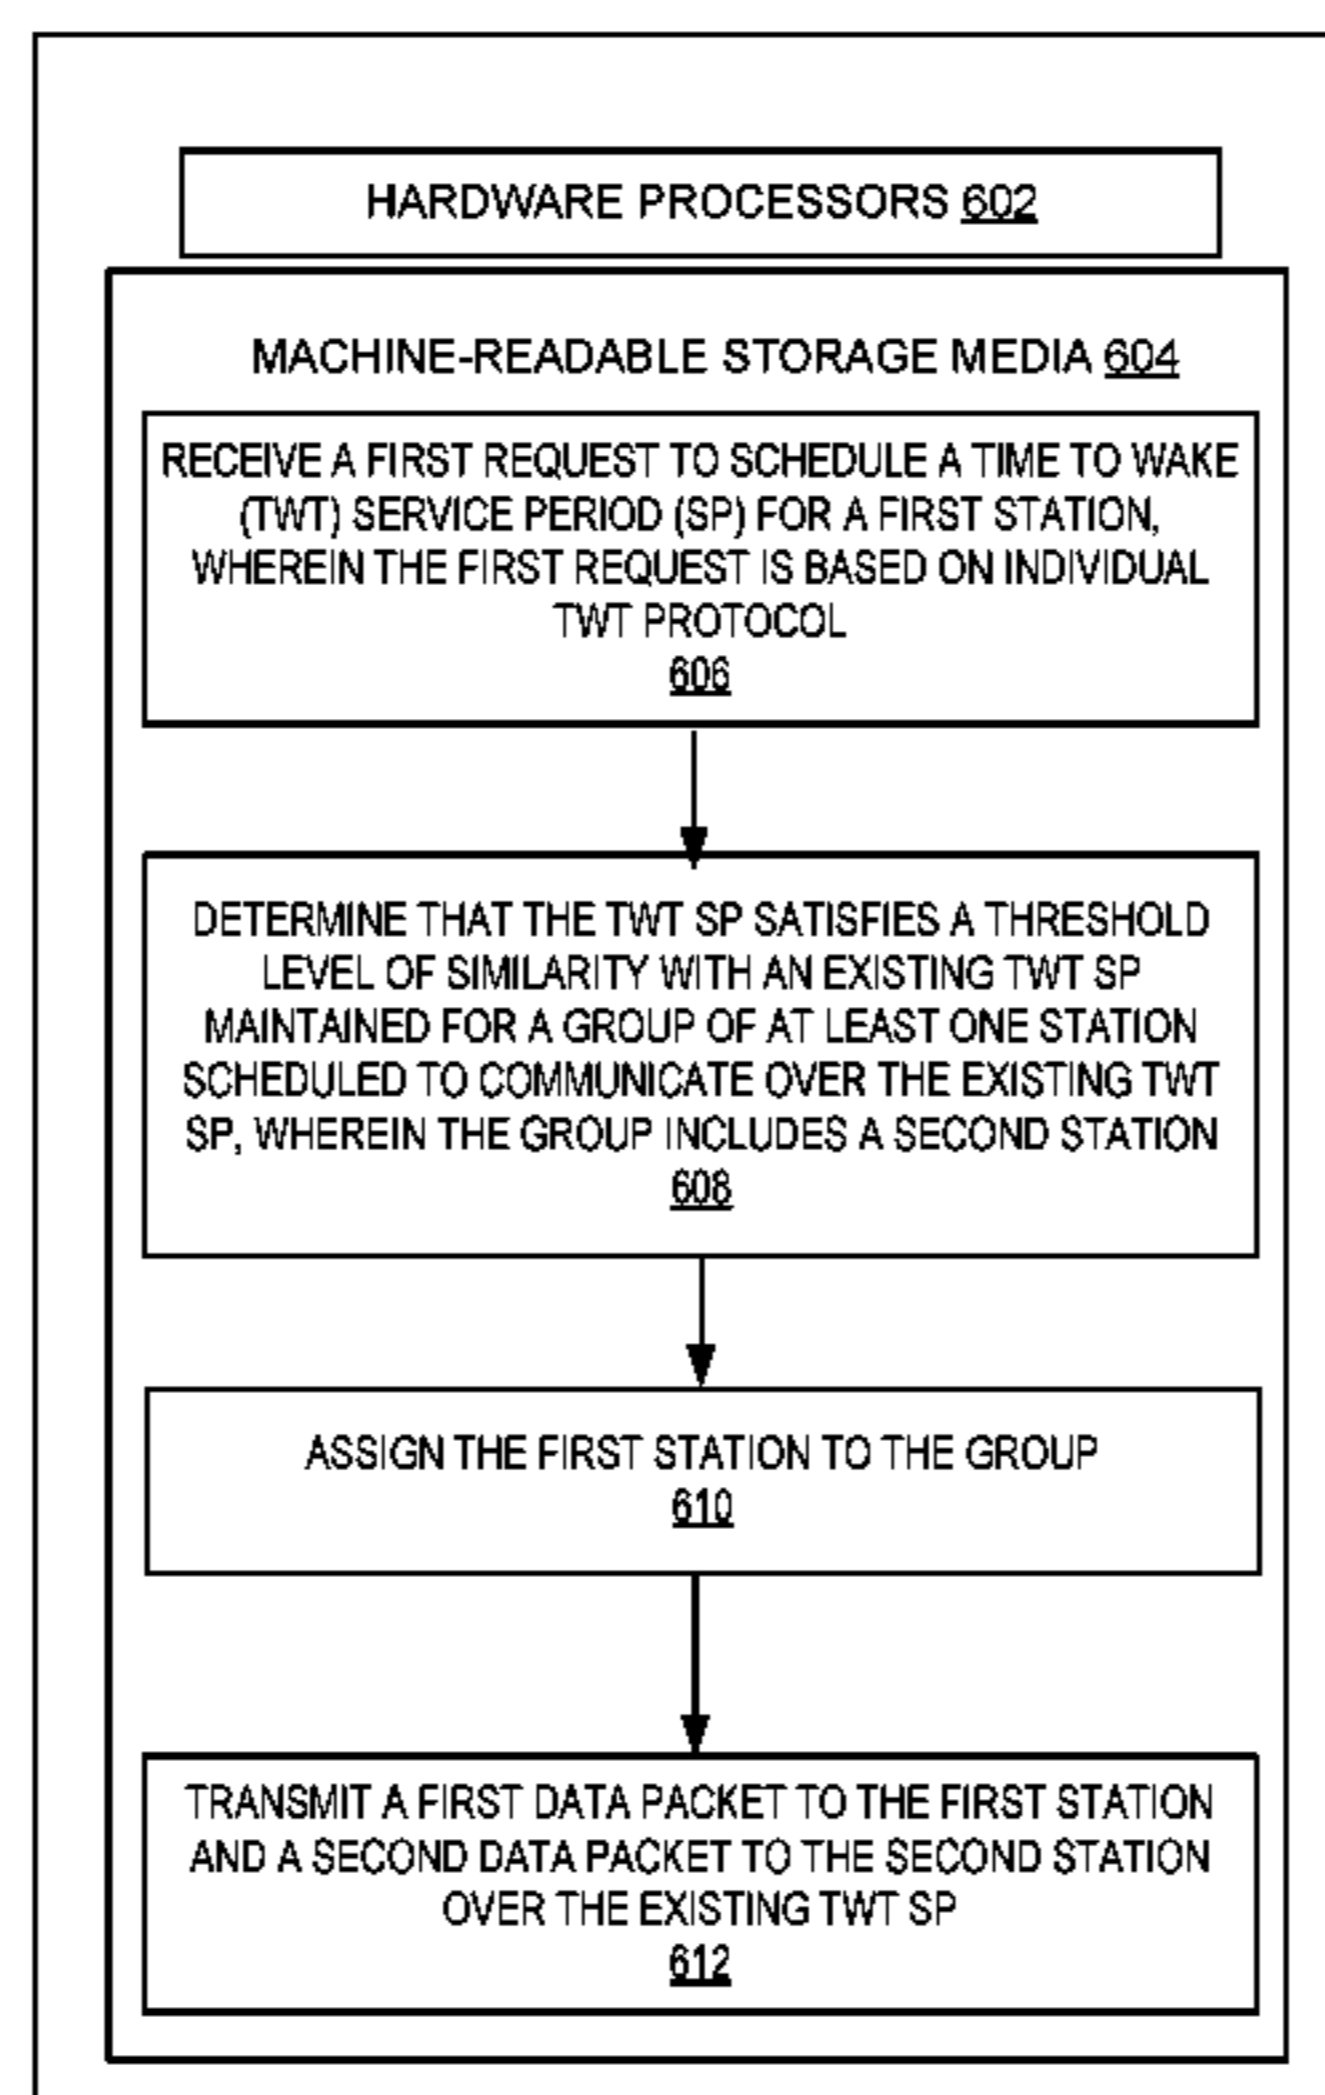 HARDWARE PROCESSORS 602
MACHINE-READABLE STORAGE MEDIA 604
RECEIVE A FIRST REQUEST TO SCHEDULE A TIME TO WAKE
(TWT) SERVICE PERIOD (SP) FOR A FIRST STATION,
WHEREIN THE FIRST REQUEST IS BASED ON INDIVIDUAL
TWT PROTOCOL
606
DETERMINE THAT THE TWT SP SATISFIES A THRESHOLD
LEVEL OF SIMILARITY WITH AN EXISTING TWT SP
MAINTAINED FOR A GROUP OF AT LEAST ONE STATION
SCHEDULED TO COMMUNICATE OVER THE EXISTING TWT
SP, WHEREIN THE GROUP INCLUDES A SECOND STATION
608
ASSIGN THE FIRST STATION TO THE GROUP
610
TRANSMIT A FIRST DATA PACKET TO THE FIRST STATION
AND A SECOND DATA PACKET TO THE SECOND STATION
OVER THE EXISTING TWT SP
612